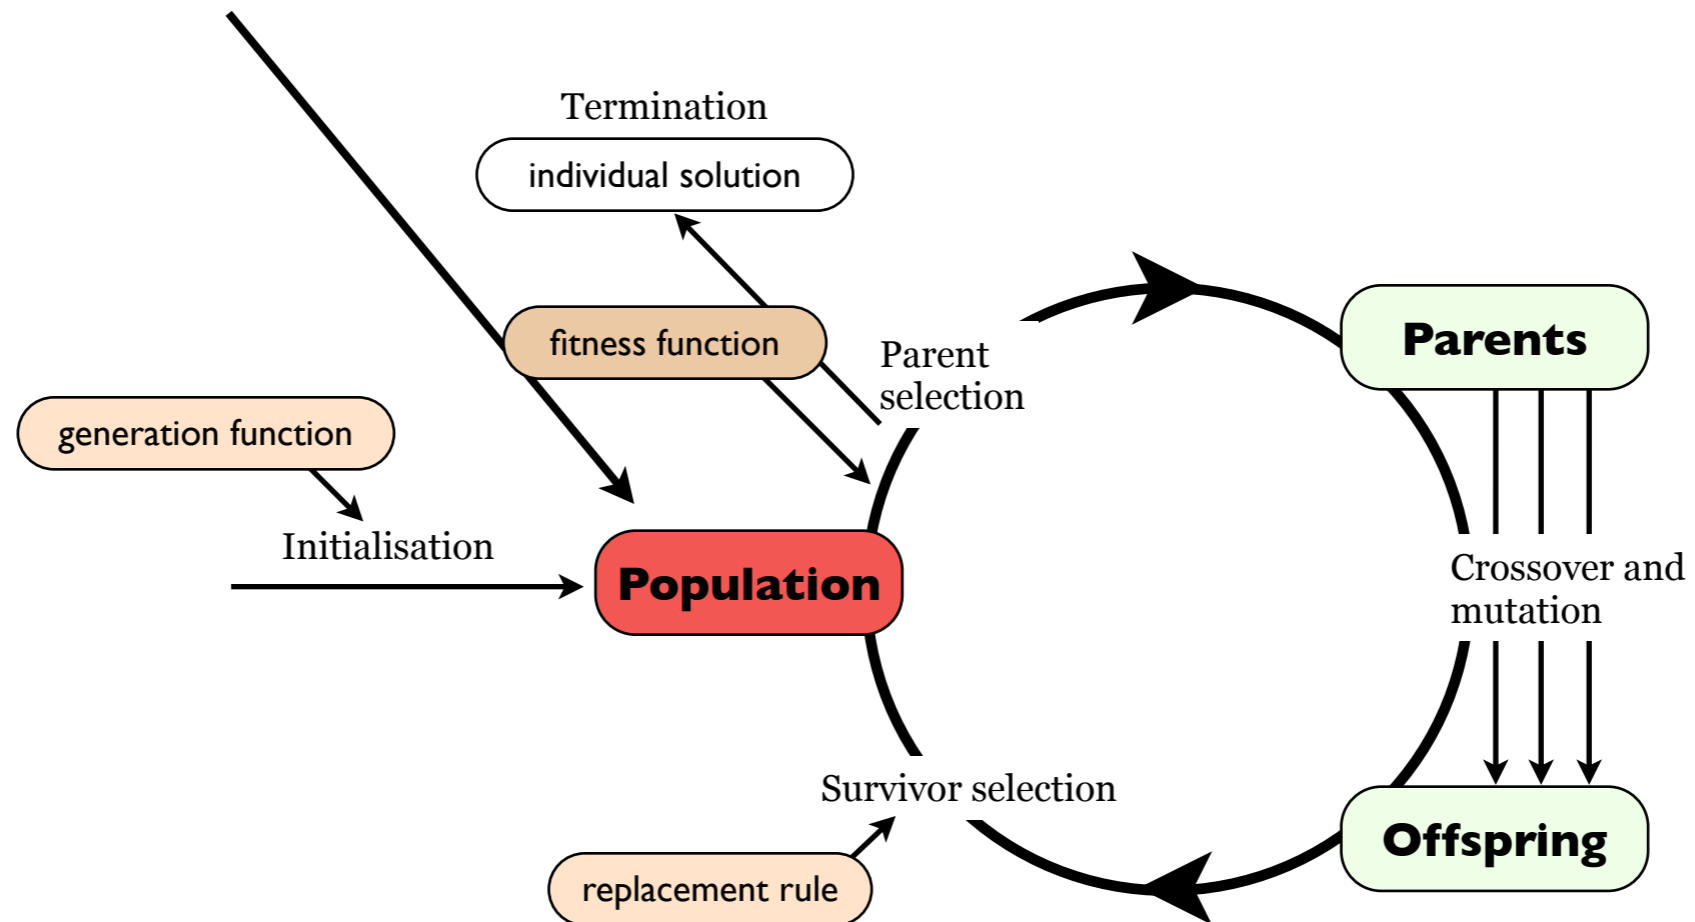 Termination
individual solution
fitness function
Parent
selection
Parents
generation function
Initialisation
Population
Crossover and
mutation
Survivor selection
Offspring
replacement rule